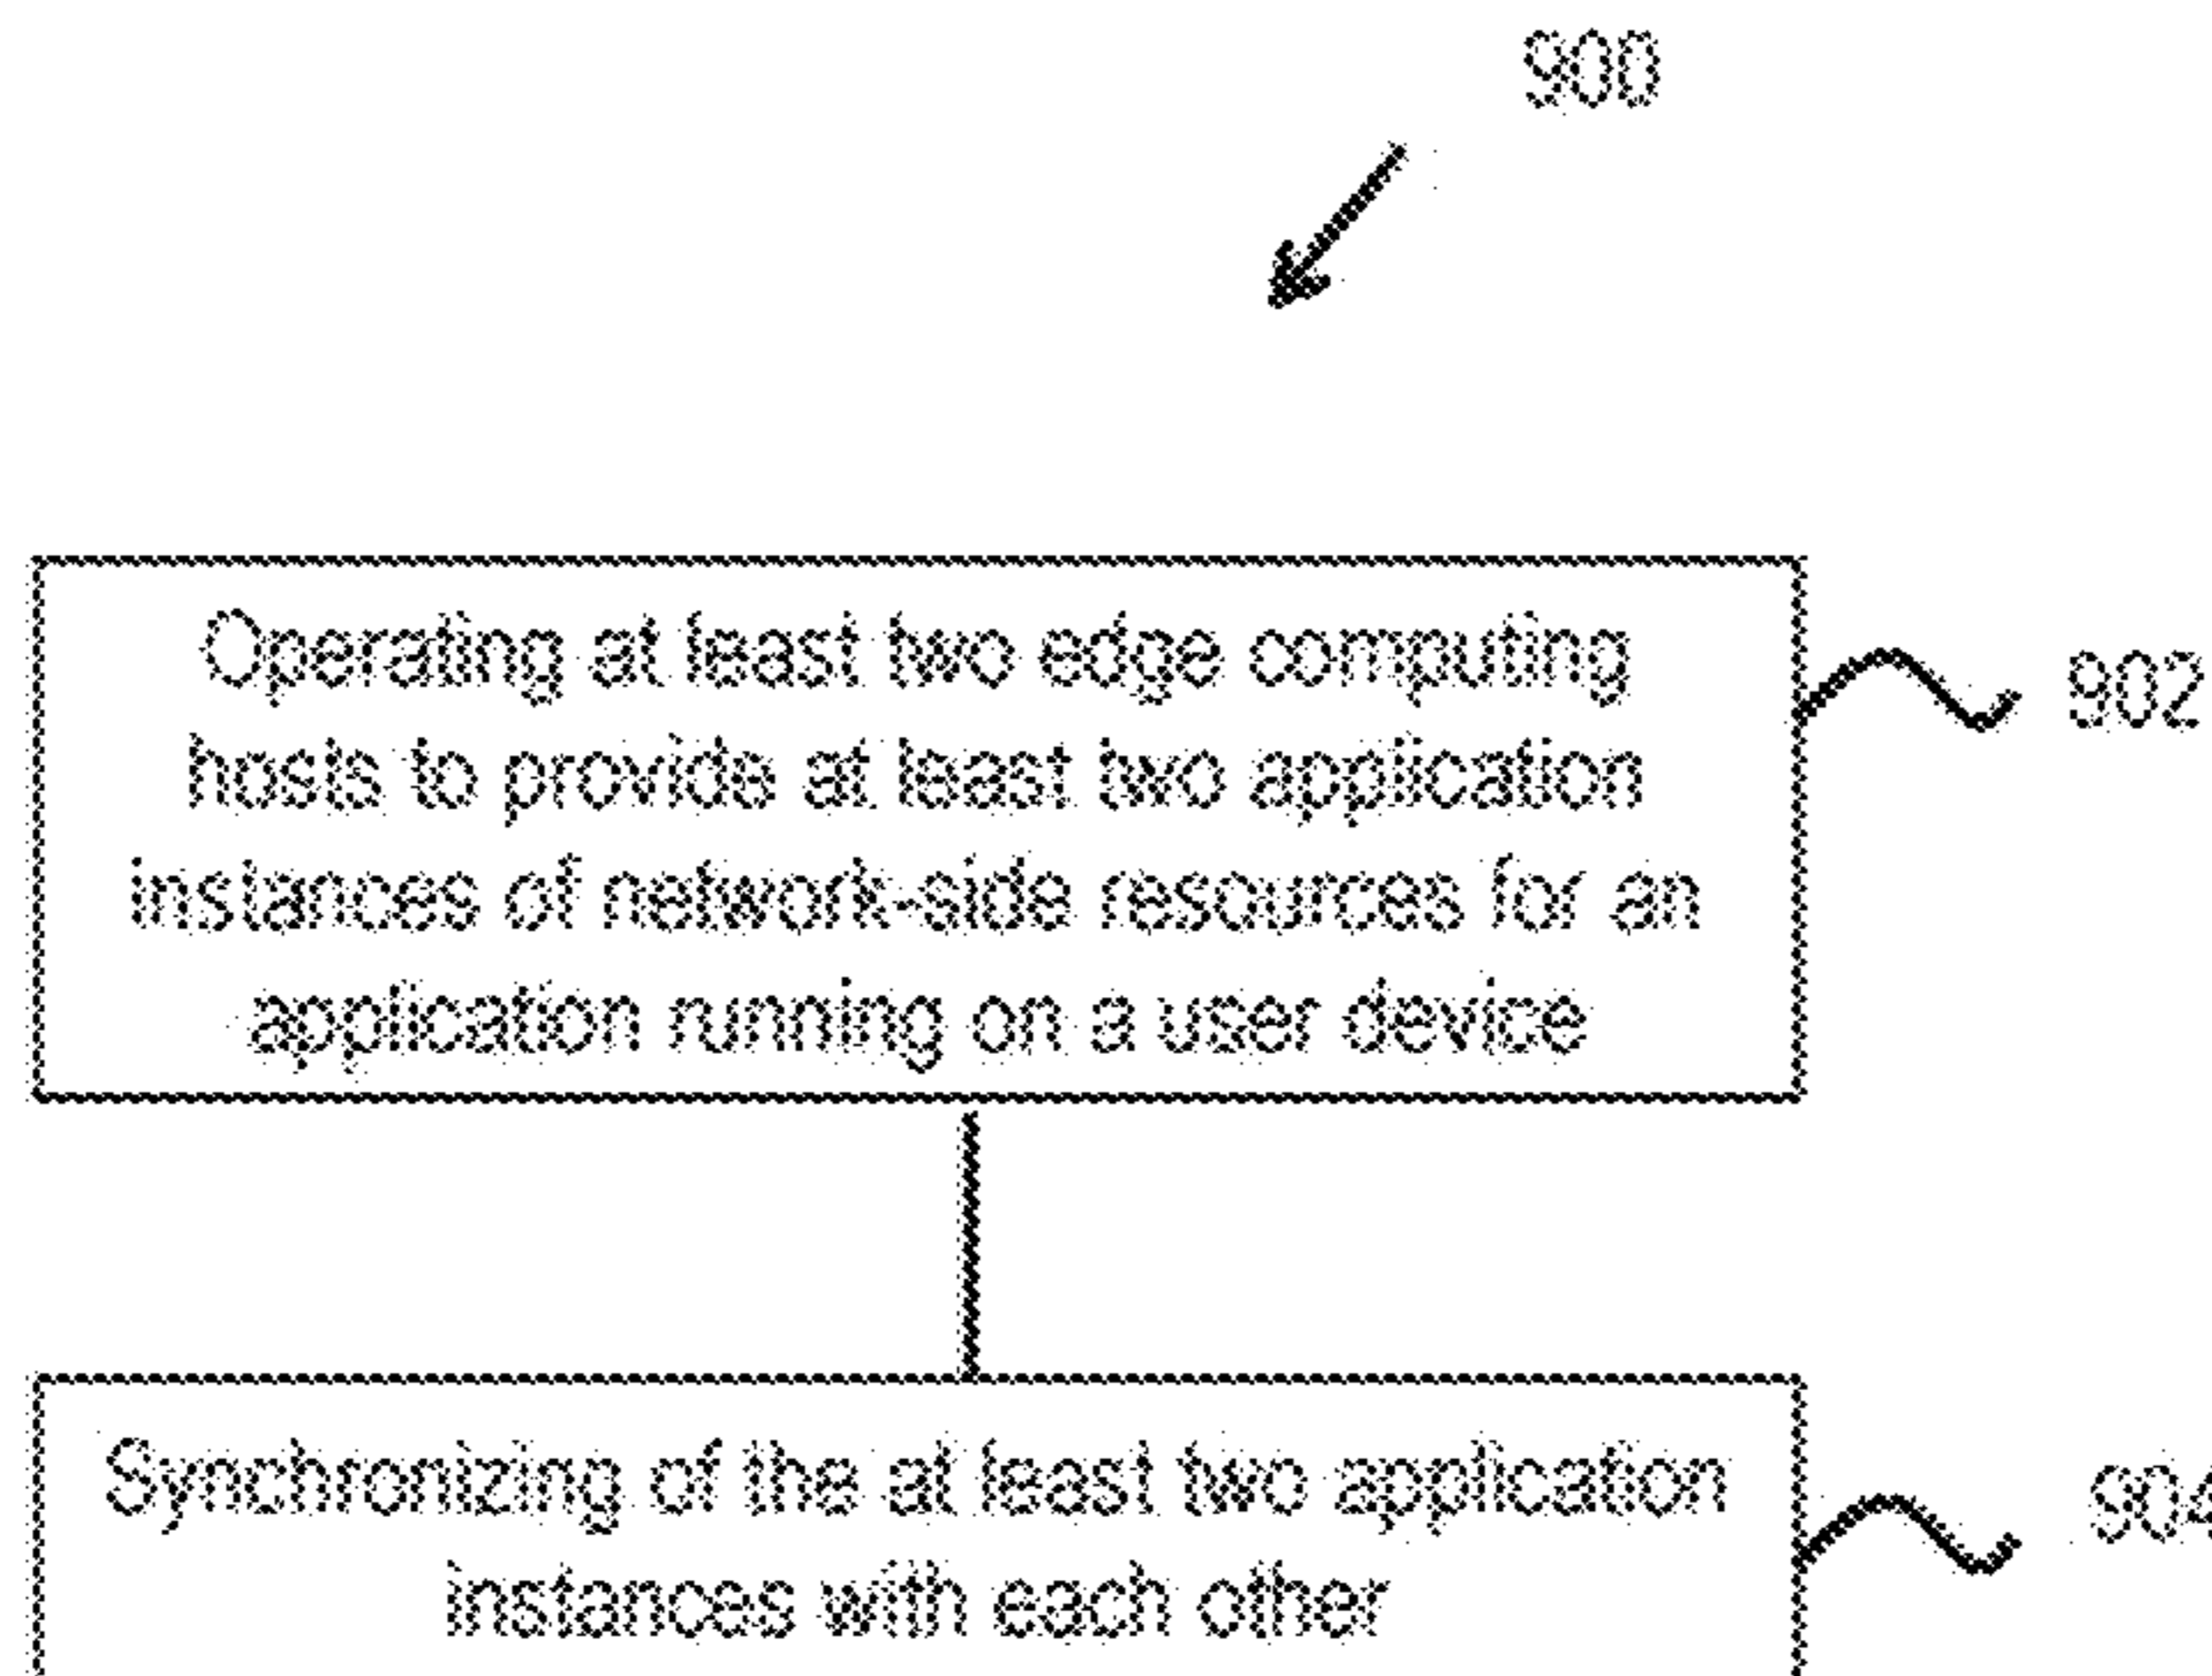 900
Operating at least two edge computing
902
hosts to provide at least two application
instances of network-side resources for an
application running on a user device
Synchronizing of the at least two application
904
instances with each other